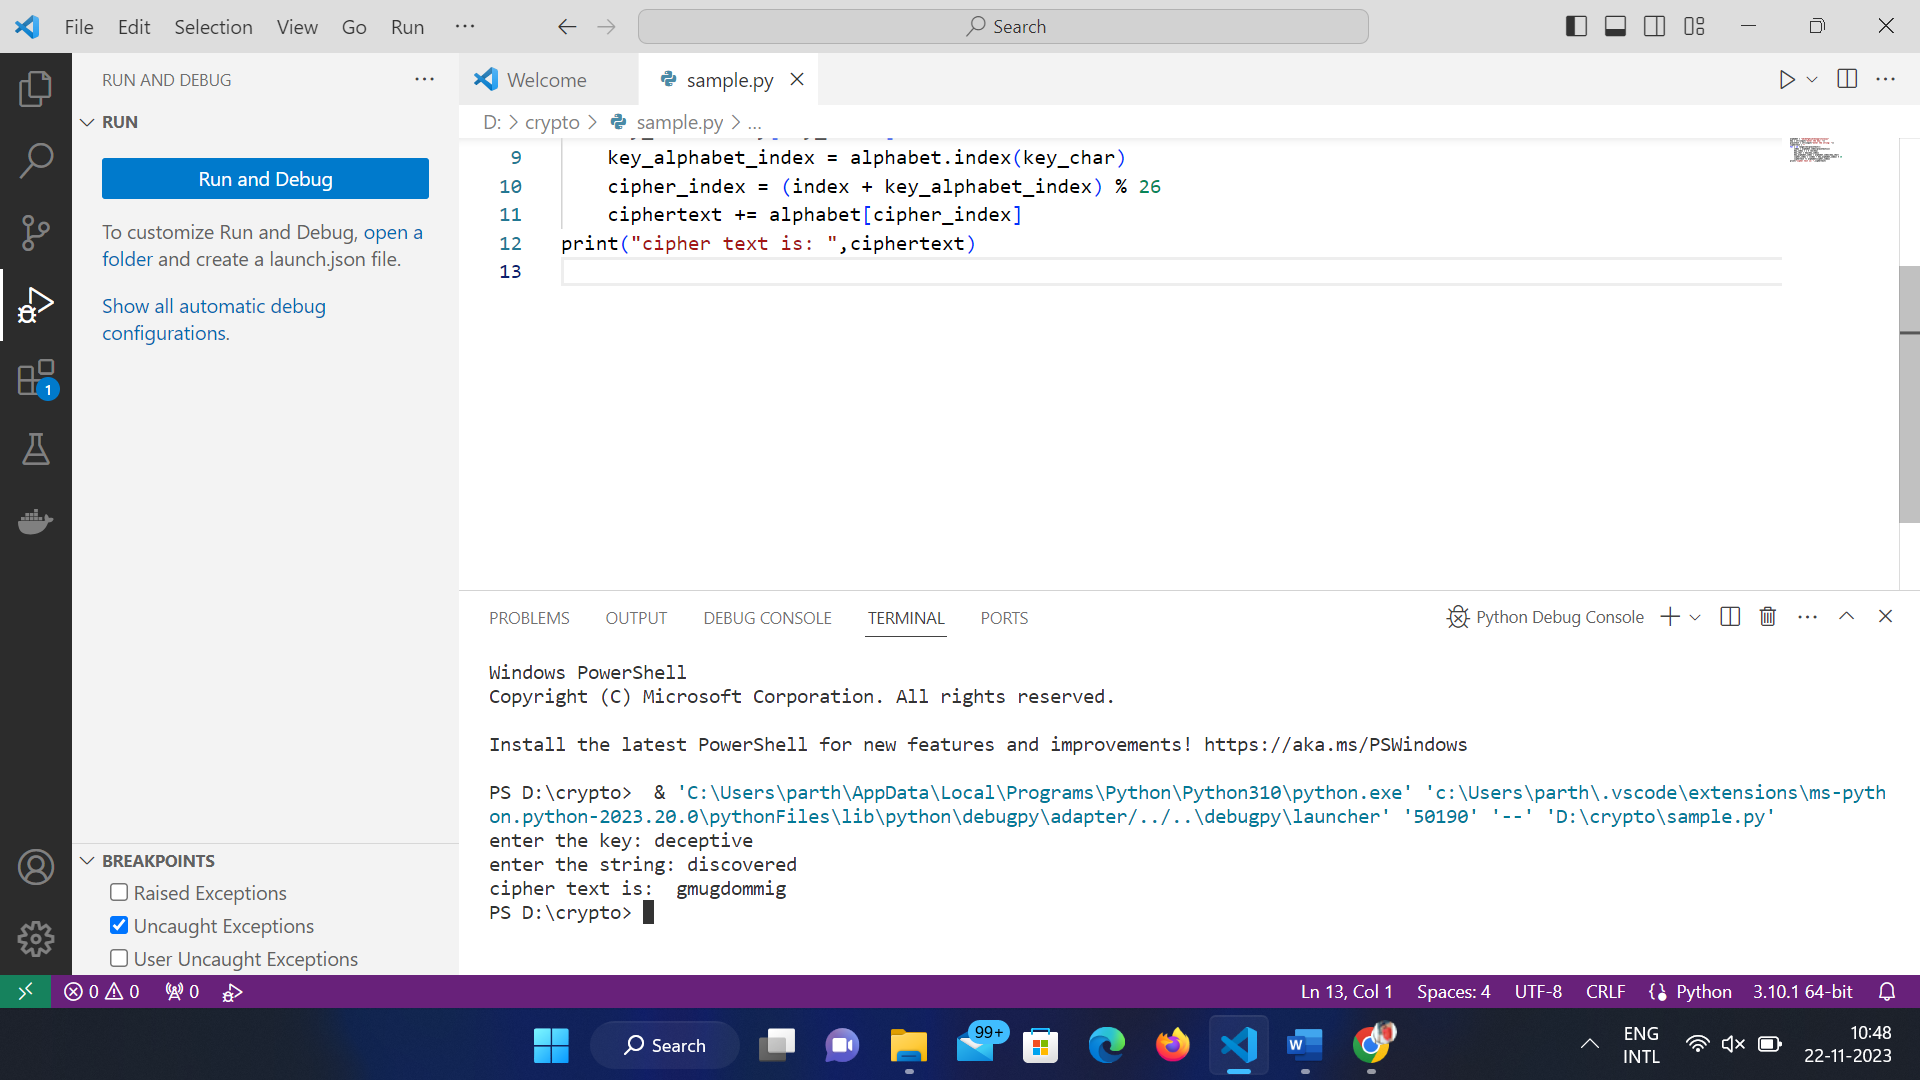 File Edit Selection View Go Run ··· Search
RUN AND DEBUG ···
Welcome sample.py
RUN
D: > crypto > sample.py > ...
Run and Debug
To customize Run and Debug, open a
folder and create a launch.json file.
Show all automatic debug
configurations.
1
9 key_alphabet_index = alphabet.index(key_char)
10 cipher_index = (index + key_alphabet_index) % 26
11 ciphertext += alphabet[cipher_index]
12 print("cipher text is: ",ciphertext)
13
PROBLEMS OUTPUT DEBUG CONSOLE TERMINAL PORTS Python Debug Console
Windows PowerShell
Copyright (C) Microsoft Corporation. All rights reserved.
Install the latest PowerShell for new features and improvements! https://aka.ms/PSWindows
PS D:\crypto>  & 'C:\Users\parth\AppData\Local\Programs\Python\Python310\python.exe' 'c:\Users\parth\.vscode\extensions\ms-pyth
on.python-2023.20.0\pythonFiles\lib\python\debugpy\adapter/../..\debugpy\launcher' '50190' '--' 'D:\crypto\sample.py'
enter the key: deceptive
enter the string: discovered
cipher text is:  gmugdommig
PS D:\crypto>
BREAKPOINTS
Raised Exceptions
Uncaught Exceptions
User Uncaught Exceptions
0 0 0 Ln 13, Col 1 Spaces: 4 UTF-8 CRLF Python 3.10.1 64-bit
Search 99+ ENG 10:48
INTL 22-11-2023